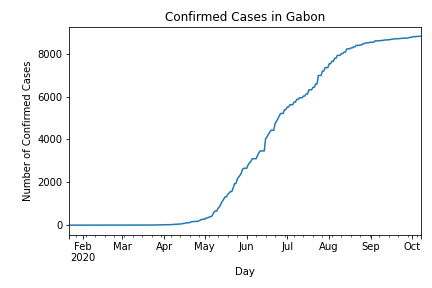 Confirmed Cases in Gabon
Number of Confirmed Cases
8000
6000
4000
2000
0
Feb Mar Apr May Jun Jul Aug Sep Oct
2020
Day